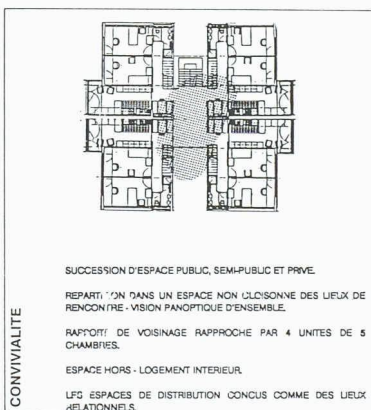 SUCCESSION D'ESPACE PUBLIC, SEMI-PUBLIC ET PRIVE.
REPARTITION DANS UN ESPACE NON CLOISONNE DES LIEUX DE
RENCONTRE - VISION PANOPTIQUE D'ENSEMBLE.
RAPPORT DE VOISINAGE RAPPROCHE PAR 4 UNITES DE 5
CHAMBRES.
ESPACE HORS - LOGEMENT INTERIEUR.
LES ESPACES DE DISTRIBUTION CONCUS COMME DES LIEUX
RELATIONNELS.
CONVIVIALITE